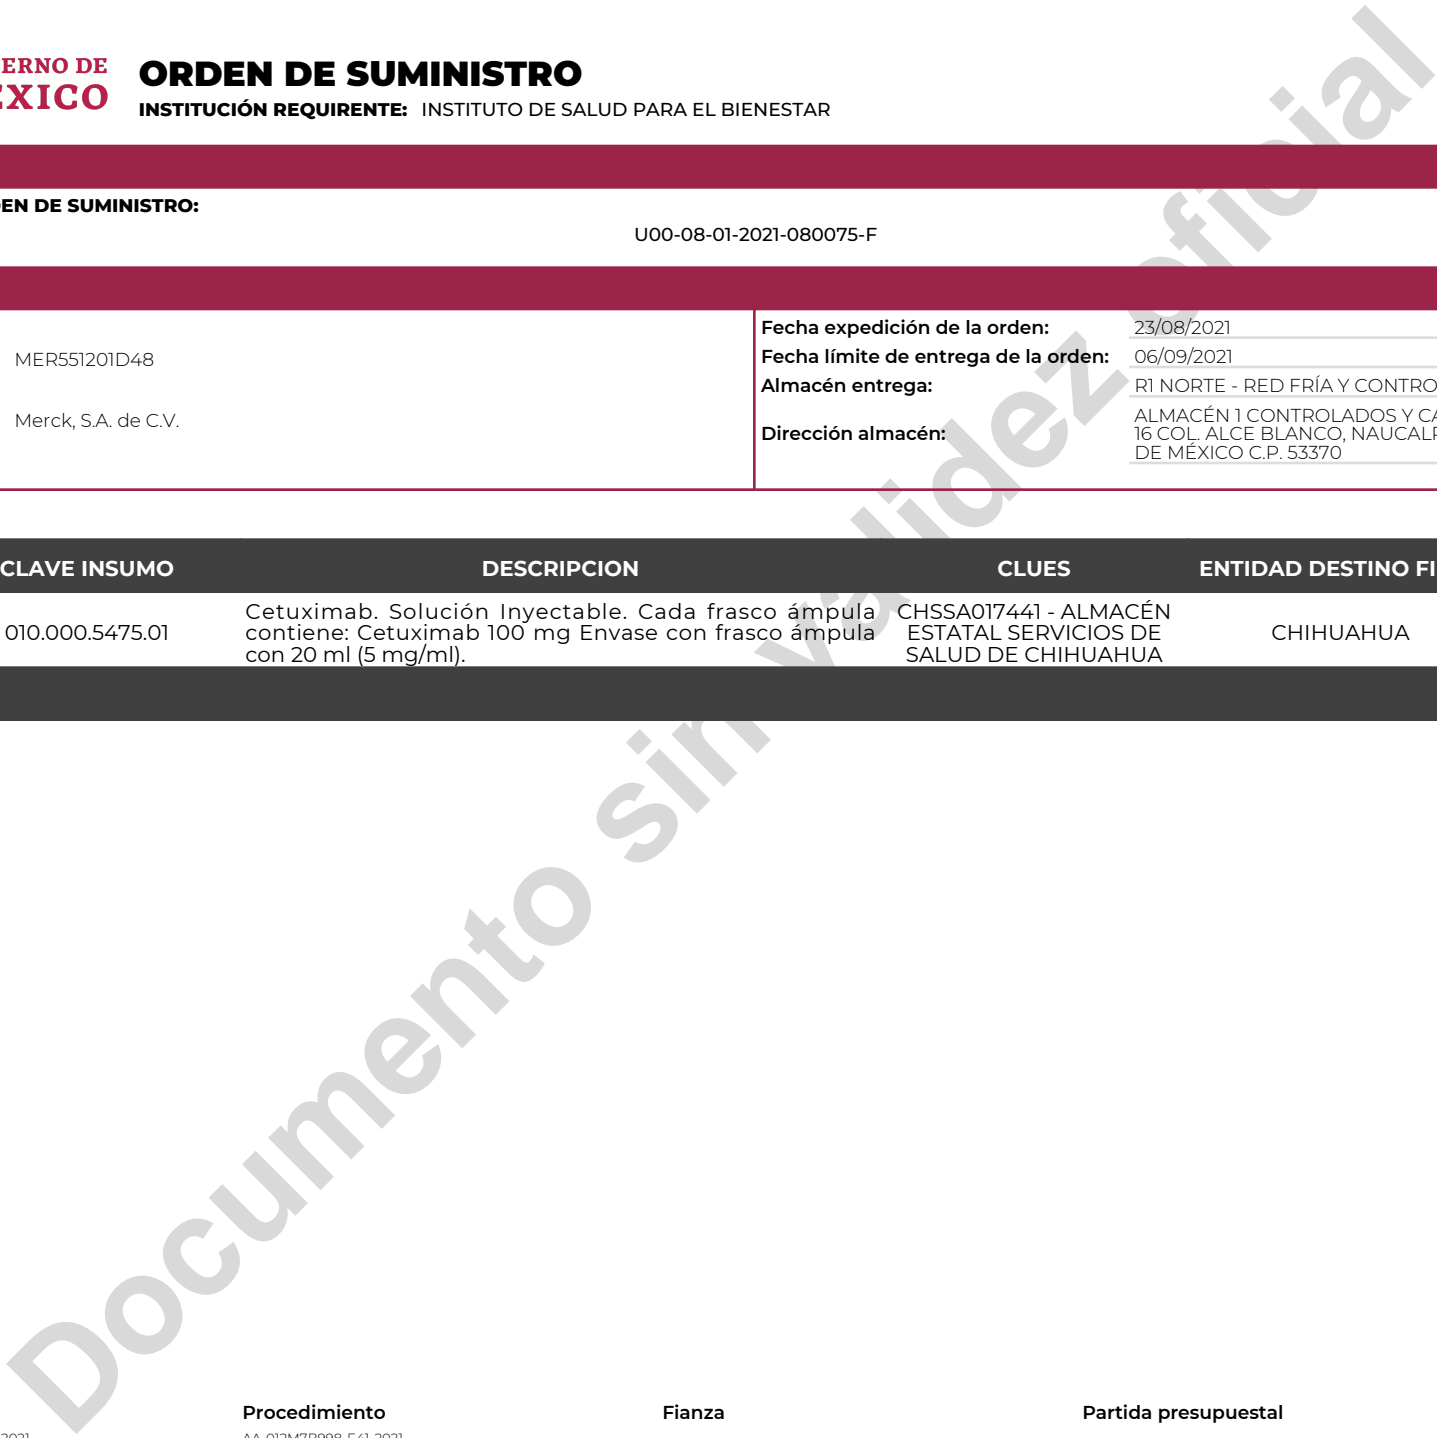 ERNO DE
ÉXICO
ORDEN DE SUMINISTRO
INSTITUCIÓN REQUIRENTE: INSTITUTO DE SALUD PARA EL BIENESTAR
DEN DE SUMINISTRO:
U00-08-01-2021-080075-F
MER551201D48
Merck, S.A. de C.V.
Fecha expedición de la orden: 23/08/2021
Fecha límite de entrega de la orden: 06/09/2021
Almacén entrega: R1 NORTE - RED FRÍA Y CONTRO
Dirección almacén: ALMACÉN 1 CONTROLADOS Y CA
16 COL. ALCE BLANCO, NAUCALP
DE MÉXICO C.P. 53370
CLAVE INSUMO DESCRIPCION CLUES ENTIDAD DESTINO FI
010.000.5475.01
Cetuximab. Solución Inyectable. Cada frasco ámpula
contiene: Cetuximab 100 mg Envase con frasco ámpula
con 20 ml (5 mg/ml).
CHSSA017441 - ALMACÉN
ESTATAL SERVICIOS DE
SALUD DE CHIHUAHUA
CHIHUAHUA
Documento sin validez oficial
Procedimiento Fianza Partida presupuestal